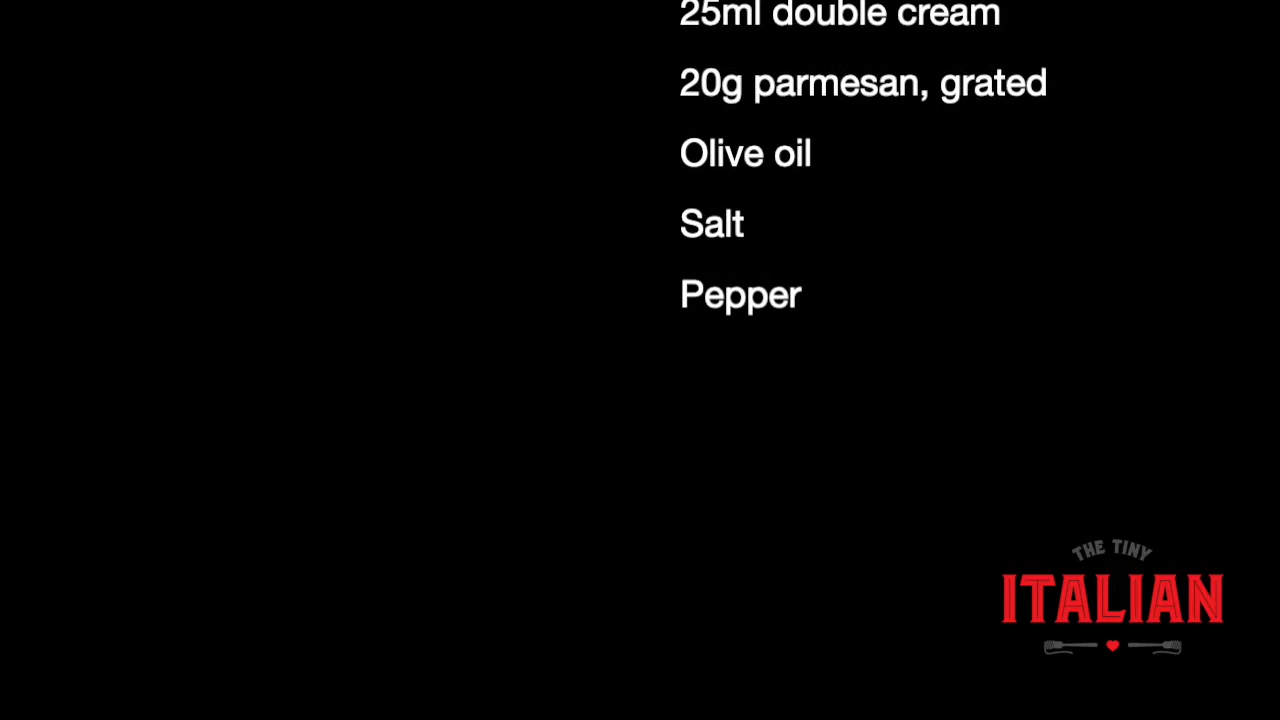 25ml double cream
20g parmesan, grated
Olive oil
Salt
Pepper
THE TINY
ITALIAN